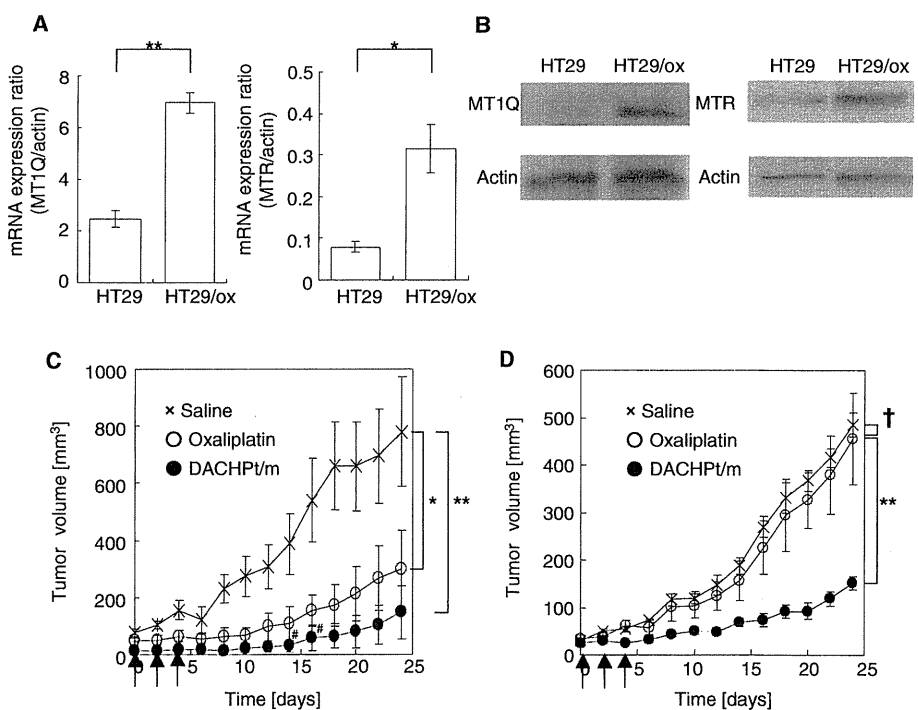 A
**
mRNA expression ratio
(MT1Q/actin)
8
6
4
2
0
HT29
HT29/ox
*
mRNA expression ratio
(MTR/actin)
0.5
0.4
0.3
0.2
0.1
0
HT29
HT29/ox
B
HT29
HT29/ox
MT1Q
Actin
HT29
HT29/ox
MTR
Actin
C
Tumor volume [mm³]
1000
800
600
400
200
0
× Saline
Oxaliplatin
DACHPt/m
*
**
#
#
0
5
10
15
20
25
Time [days]
D
Tumor volume [mm³]
600
500
400
300
200
100
0
× Saline
Oxaliplatin
DACHPt/m
†
**
0
5
10
15
20
25
Time [days]